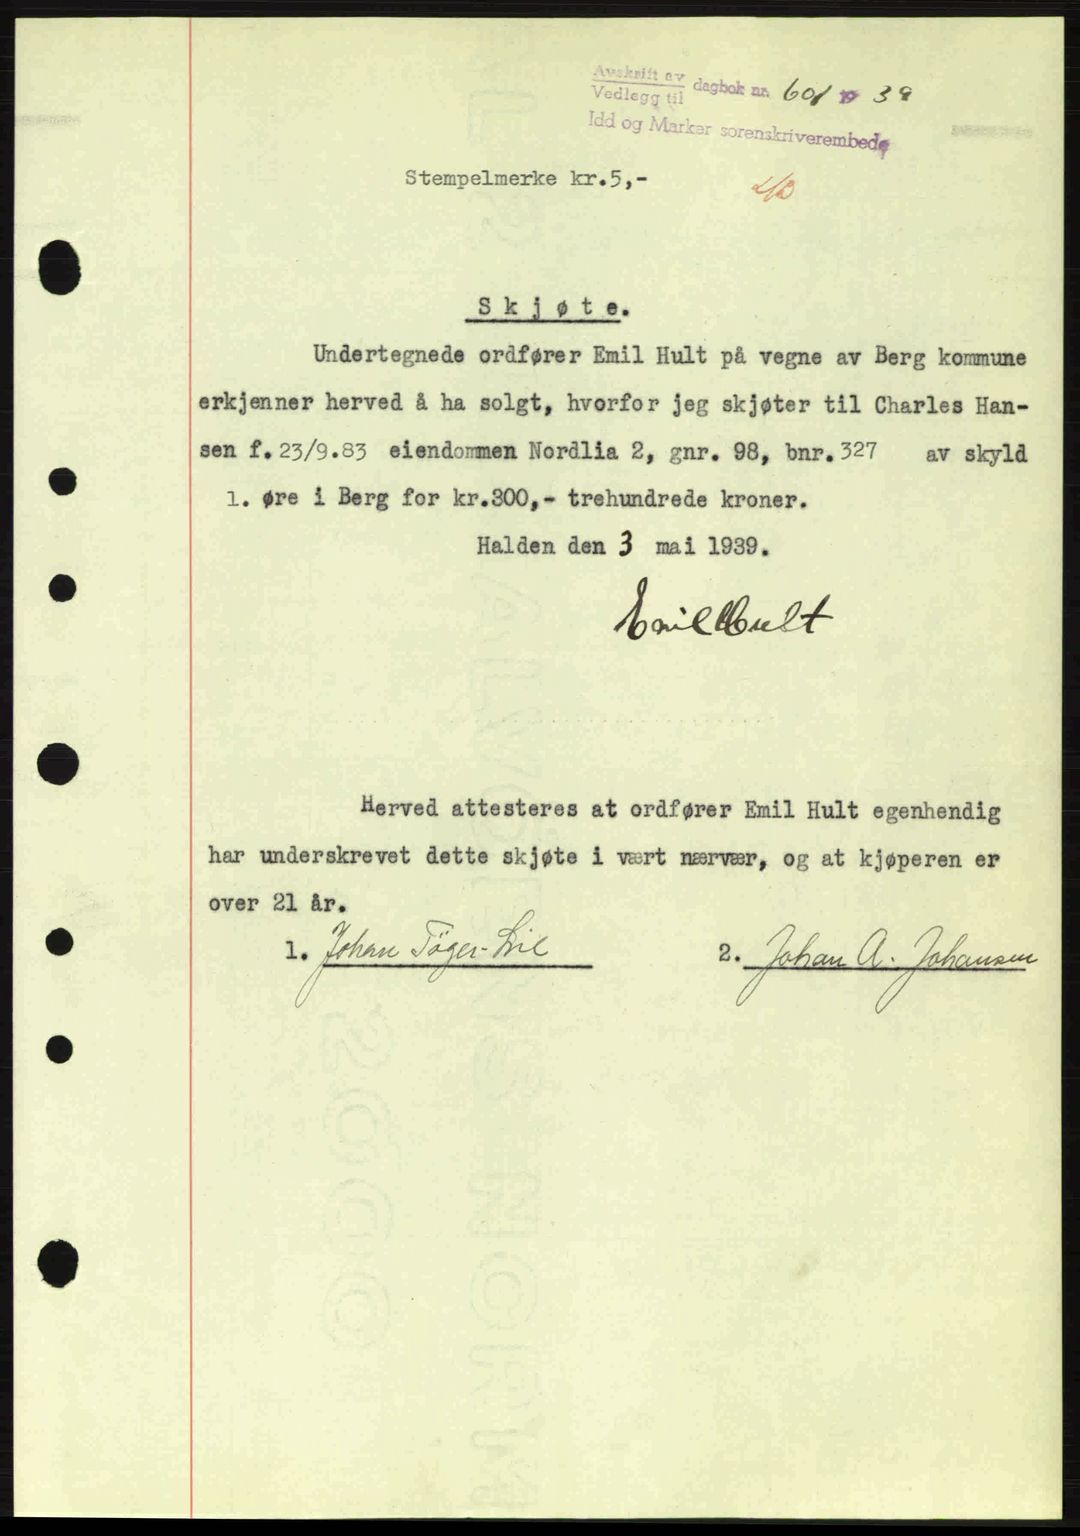 Avskrift av
Vedlegg til dagbok nr. 601 19 39
Idd og Marker sorenskriverembede
Stempelmerke kr.5,-
S k j ø t e.
Undertegnede ordfører Emil Hult på vegne av Berg kommune
erkjenner herved å ha solgt, hvorfor jeg skjøter til Charles Han-
sen f. 23/9.83 eiendommen Nordlia 2, gnr. 98, bnr. 327 av skyld
1. øre i Berg for kr.300,- trehundrede kroner.
Halden den 3 mai 1939.
Emil Hult
Herved attesteres at ordfører Emil Hult egenhendig
har underskrevet dette skjøte i vært nærvær, og at kjøperen er
over 21 år.
1. Johan
2. Johan A. Johansen